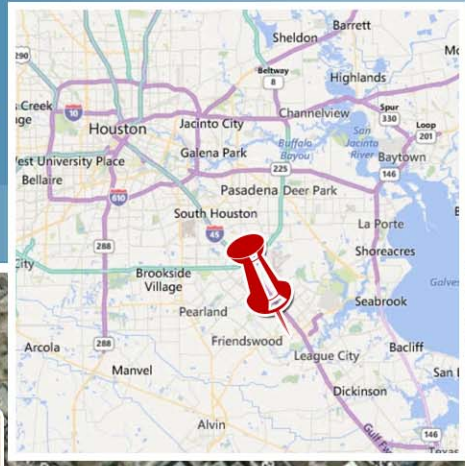 Barrett
Sheldon
290
Beltway
8
Highlands
Creek
10
Channelview
Spur
330
Loop
201
Houston
Jacinto City
San
Jacinto
River
Buffalo
Bayou
Baytown
West University Place
Galena Park
225
146
Bellaire
610
Pasadena
Deer Park
South Houston
45
La Porte
288
Shoreacres
City
Brookside
Village
Seabrook
Pearland
Friendswood
Arcola
288
League City
Bacliff
Manvel
Dickinson
Alvin
146
Gulf Fwy
Texas